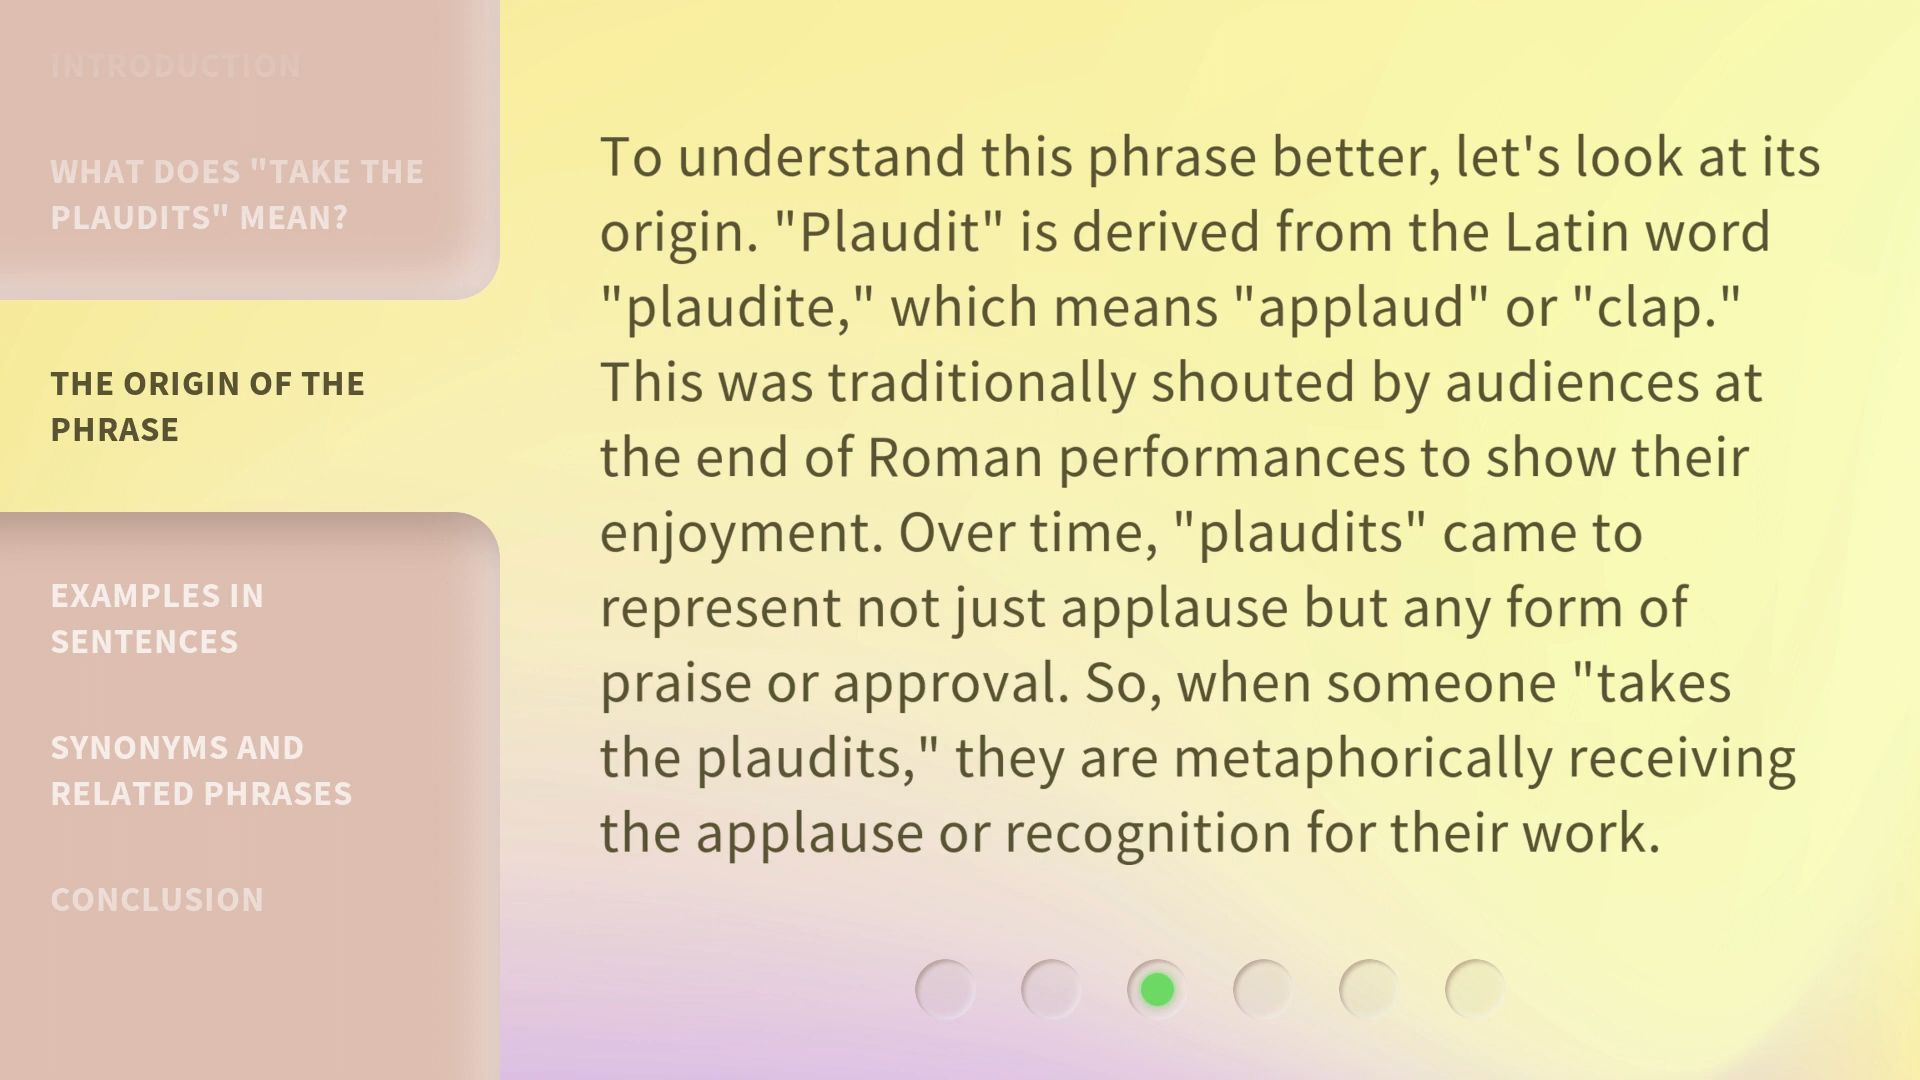 INTRODUCTION
WHAT DOES "TAKE THE
PLAUDITS" MEAN?
THE ORIGIN OF THE
PHRASE
EXAMPLES IN
SENTENCES
SYNONYMS AND
RELATED PHRASES
CONCLUSION
To understand this phrase better, let's look at its
origin. "Plaudit" is derived from the Latin word
"plaudite," which means "applaud" or "clap."
This was traditionally shouted by audiences at
the end of Roman performances to show their
enjoyment. Over time, "plaudits" came to
represent not just applause but any form of
praise or approval. So, when someone "takes
the plaudits," they are metaphorically receiving
the applause or recognition for their work.